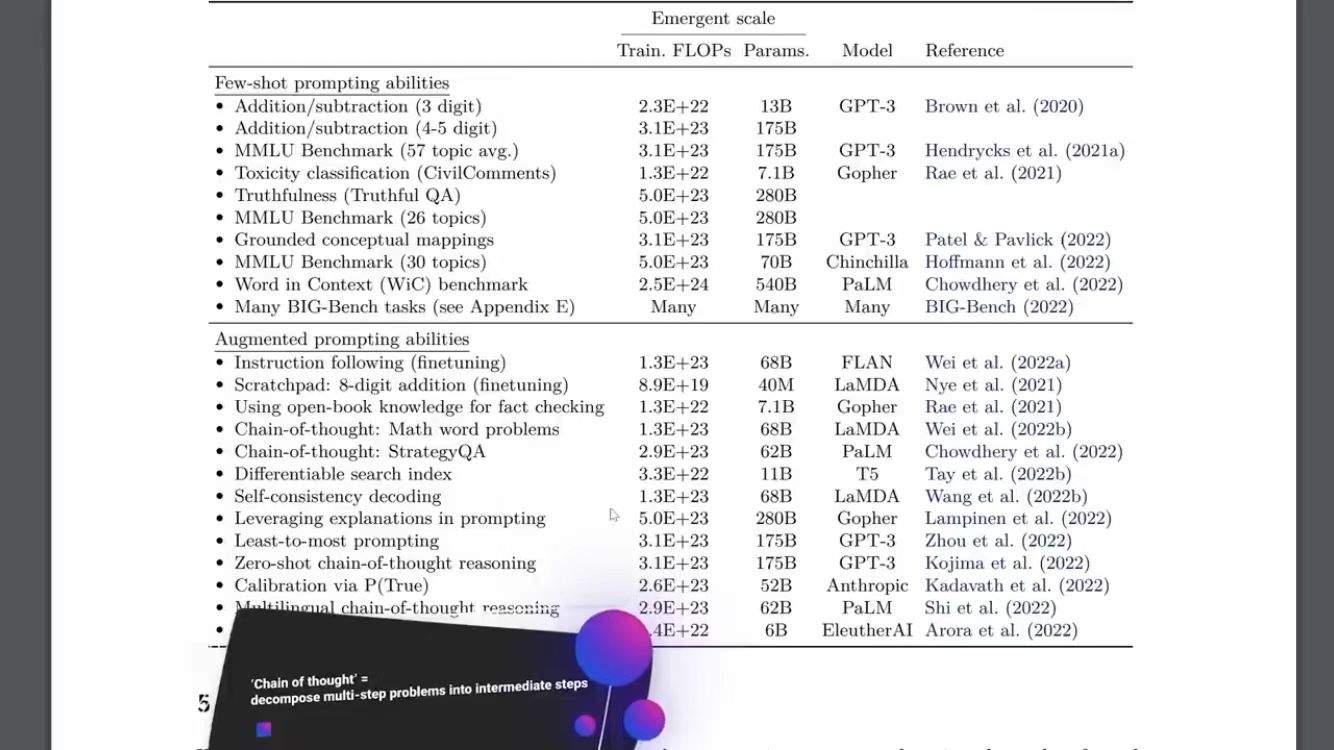 Emergent scale
Train. FLOPs Params. Model Reference
Few-shot prompting abilities
• Addition/subtraction (3 digit) 2.3E+22 13B GPT-3 Brown et al. (2020)
• Addition/subtraction (4-5 digit) 3.1E+23 175B
• MMLU Benchmark (57 topic avg.) 3.1E+23 175B GPT-3 Hendrycks et al. (2021a)
• Toxicity classification (CivilComments) 1.3E+22 7.1B Gopher Rae et al. (2021)
• Truthfulness (Truthful QA) 5.0E+23 280B
• MMLU Benchmark (26 topics) 5.0E+23 280B
• Grounded conceptual mappings 3.1E+23 175B GPT-3 Patel & Pavlick (2022)
• MMLU Benchmark (30 topics) 5.0E+23 70B Chinchilla Hoffmann et al. (2022)
• Word in Context (WiC) benchmark 2.5E+24 540B PaLM Chowdhery et al. (2022)
• Many BIG-Bench tasks (see Appendix E) Many Many Many BIG-Bench (2022)
Augmented prompting abilities
• Instruction following (finetuning) 1.3E+23 68B FLAN Wei et al. (2022a)
• Scratchpad: 8-digit addition (finetuning) 8.9E+19 40M LaMDA Nye et al. (2021)
• Using open-book knowledge for fact checking 1.3E+22 7.1B Gopher Rae et al. (2021)
• Chain-of-thought: Math word problems 1.3E+23 68B LaMDA Wei et al. (2022b)
• Chain-of-thought: StrategyQA 2.9E+23 62B PaLM Chowdhery et al. (2022)
• Differentiable search index 3.3E+22 11B T5 Tay et al. (2022b)
• Self-consistency decoding 1.3E+23 68B LaMDA Wang et al. (2022b)
• Leveraging explanations in prompting 5.0E+23 280B Gopher Lampinen et al. (2022)
• Least-to-most prompting 3.1E+23 175B GPT-3 Zhou et al. (2022)
• Zero-shot chain-of-thought reasoning 3.1E+23 175B GPT-3 Kojima et al. (2022)
• Calibration via P(True) 2.6E+23 52B Anthropic Kadavath et al. (2022)
• Multilingual chain-of-thought reasoning 2.9E+23 62B PaLM Shi et al. (2022)
• .4E+22 6B EleutherAI Arora et al. (2022)
'Chain of thought' =
decompose multi-step problems into intermediate steps
5